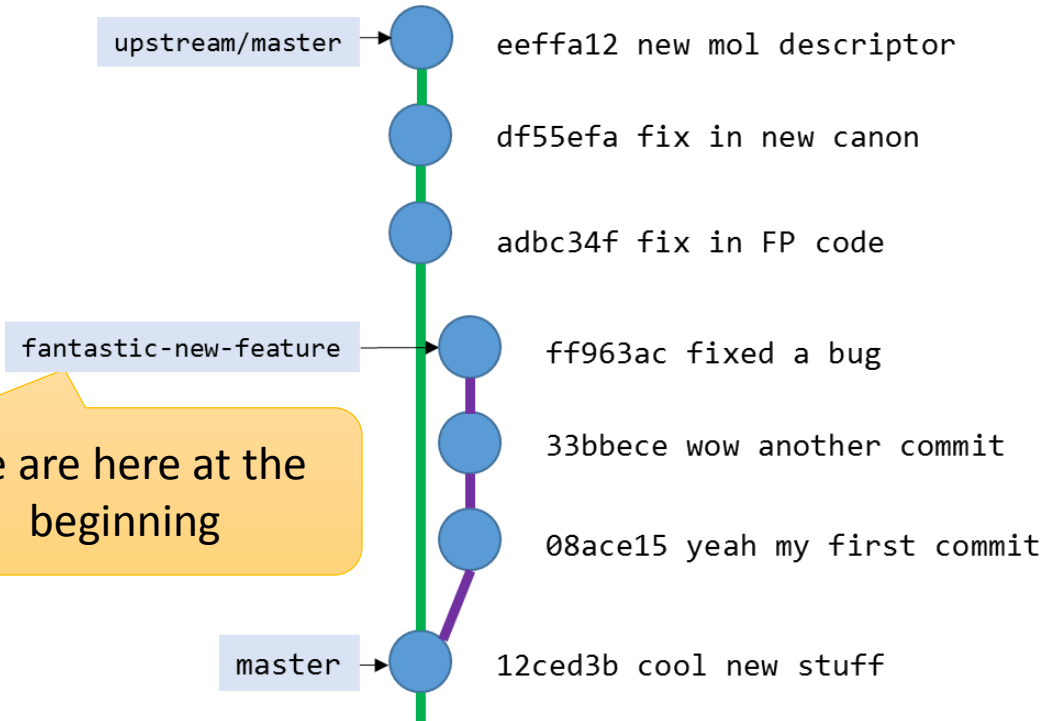 upstream/master
eeffa12 new mol descriptor
df55efa fix in new canon
adbc34f fix in FP code
fantastic-new-feature
ff963ac fixed a bug
are here at the
beginning
33bbece wow another commit
08ace15 yeah my first commit
master
12ced3b cool new stuff